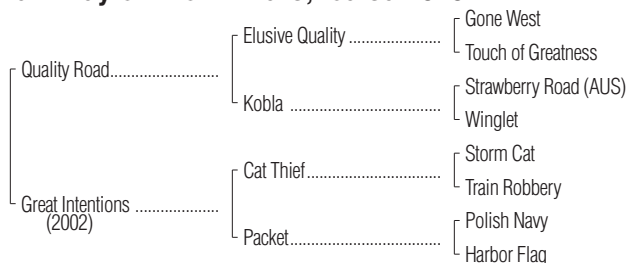 Gone West
Elusive Quality ....................
Touch of Greatness
Quality Road........................
Strawberry Road (AUS)
Kobla .................................
Winglet
Storm Cat
Cat Thief.............................
Train Robbery
Great Intentions ..................
(2002)
Polish Navy
Packet.................................
Harbor Flag